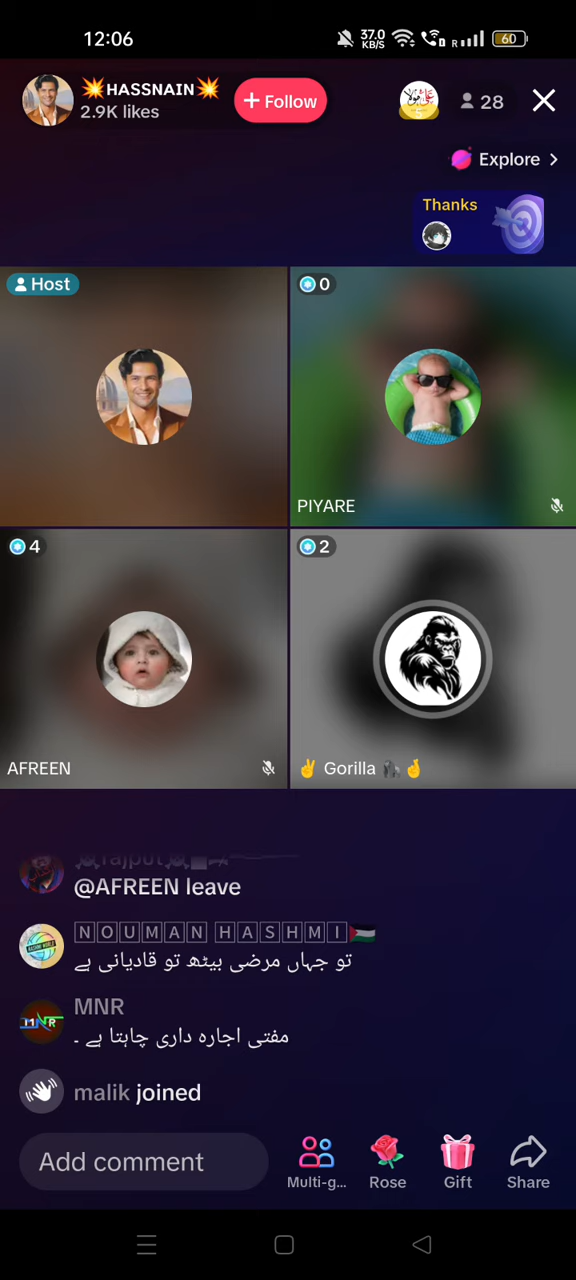 12:06
37.0
KB/S
R
60
💥HASSNAIN💥
2.9K likes
+ Follow
28
Explore >
Thanks
Host
0
PIYARE
4
2
AFREEN
✌️ Gorilla 🦍🤞
rajput
@AFREEN leave
NOUMAN HASHMI🇵🇸
تو جہاں مرضی بیٹھ تو قادیانی ہے
MNR
مفتی اجارہ داری چاہتا ہے ۔
malik joined
Add comment
Multi-g...
Rose
Gift
Share